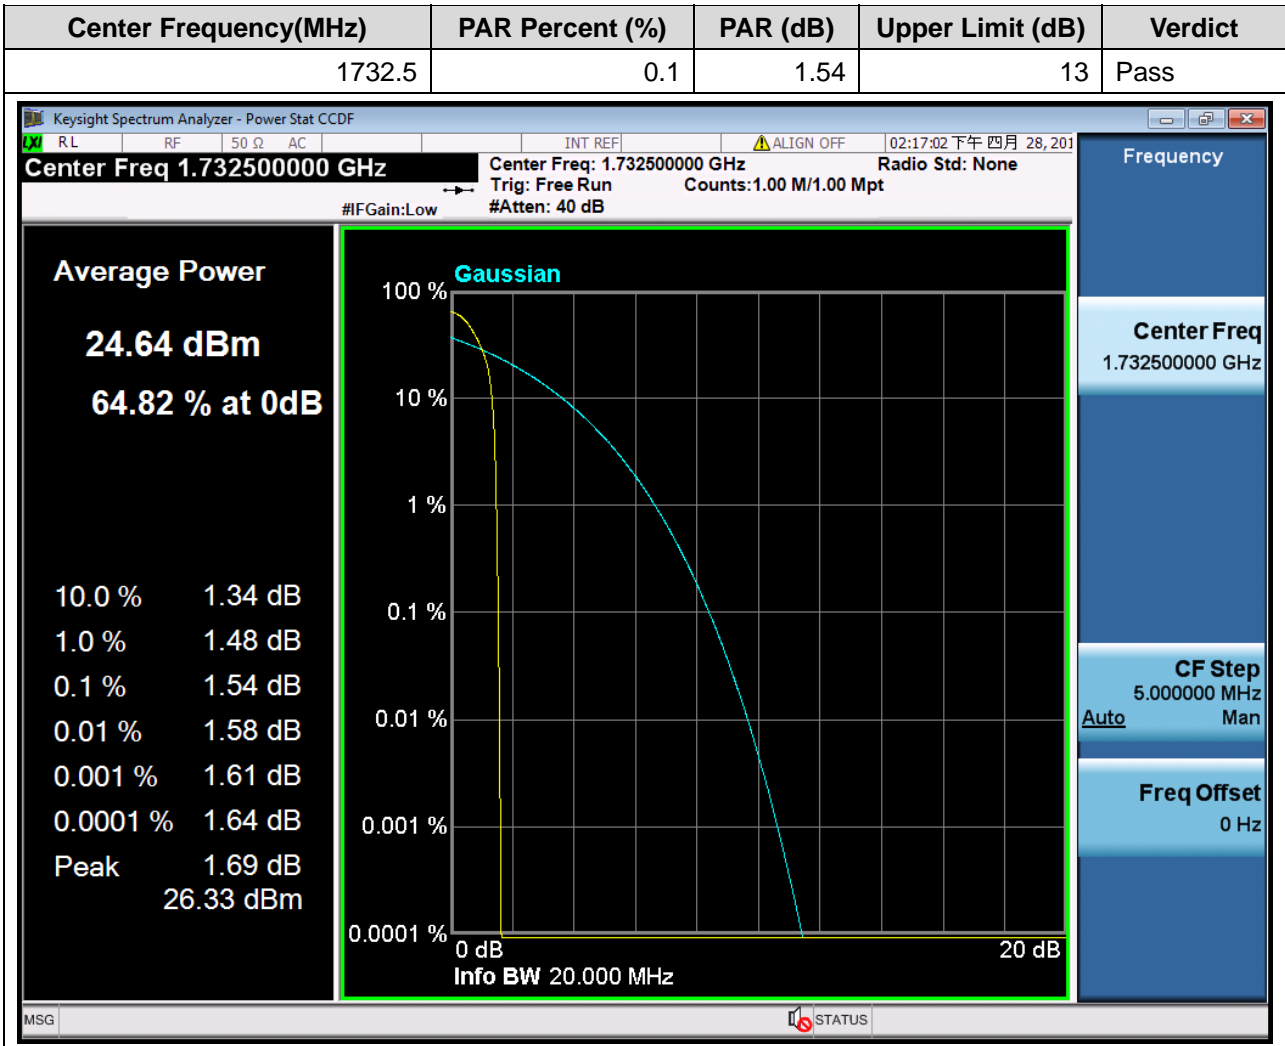 Center Frequency(MHz) PAR Percent (%) PAR (dB) Upper Limit (dB) Verdict
1732.5 0.1 1.54 13 Pass
Keysight Spectrum Analyzer - Power Stat CCDF
LXI RL RF 50 Ω AC INT REF ALIGN OFF 02:17:02 下午 四月 28, 201
Center Freq 1.732500000 GHz
Center Freq: 1.732500000 GHz Radio Std: None
Trig: Free Run Counts:1.00 M/1.00 Mpt
#IFGain:Low #Atten: 40 dB
Average Power
24.64 dBm
64.82 % at 0dB
10.0 % 1.34 dB
1.0 % 1.48 dB
0.1 % 1.54 dB
0.01 % 1.58 dB
0.001 % 1.61 dB
0.0001 % 1.64 dB
Peak 1.69 dB
26.33 dBm
Gaussian
100 %
10 %
1 %
0.1 %
0.01 %
0.001 %
0.0001 %
0 dB 20 dB
Info BW 20.000 MHz
Frequency
Center Freq
1.732500000 GHz
CF Step
5.000000 MHz
Auto Man
Freq Offset
0 Hz
MSG STATUS